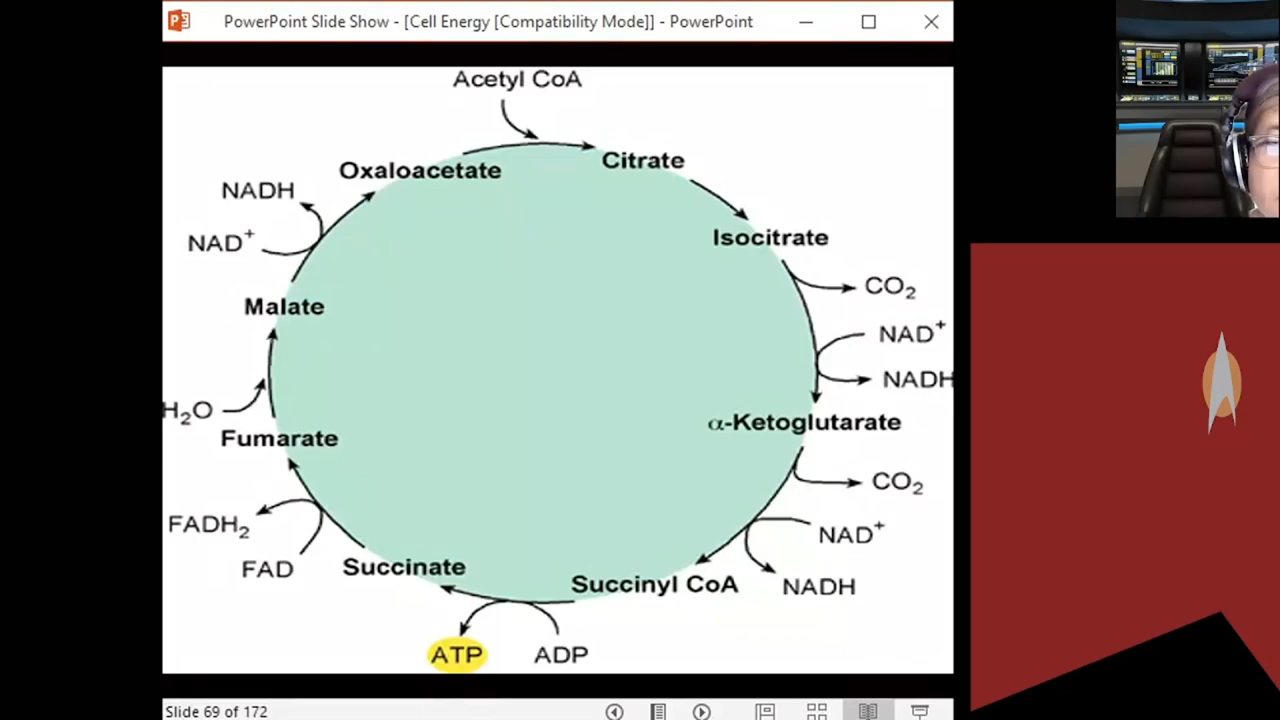 PowerPoint Slide Show - [Cell Energy [Compatibility Mode]] - PowerPoint
Acetyl CoA
Oxaloacetate
Citrate
NADH
NAD⁺
Isocitrate
CO₂
Malate
NAD⁺
NADH
H₂O
α-Ketoglutarate
Fumarate
CO₂
FADH₂
NAD⁺
FAD
Succinate
Succinyl CoA
NADH
ATP
ADP
Slide 69 of 172